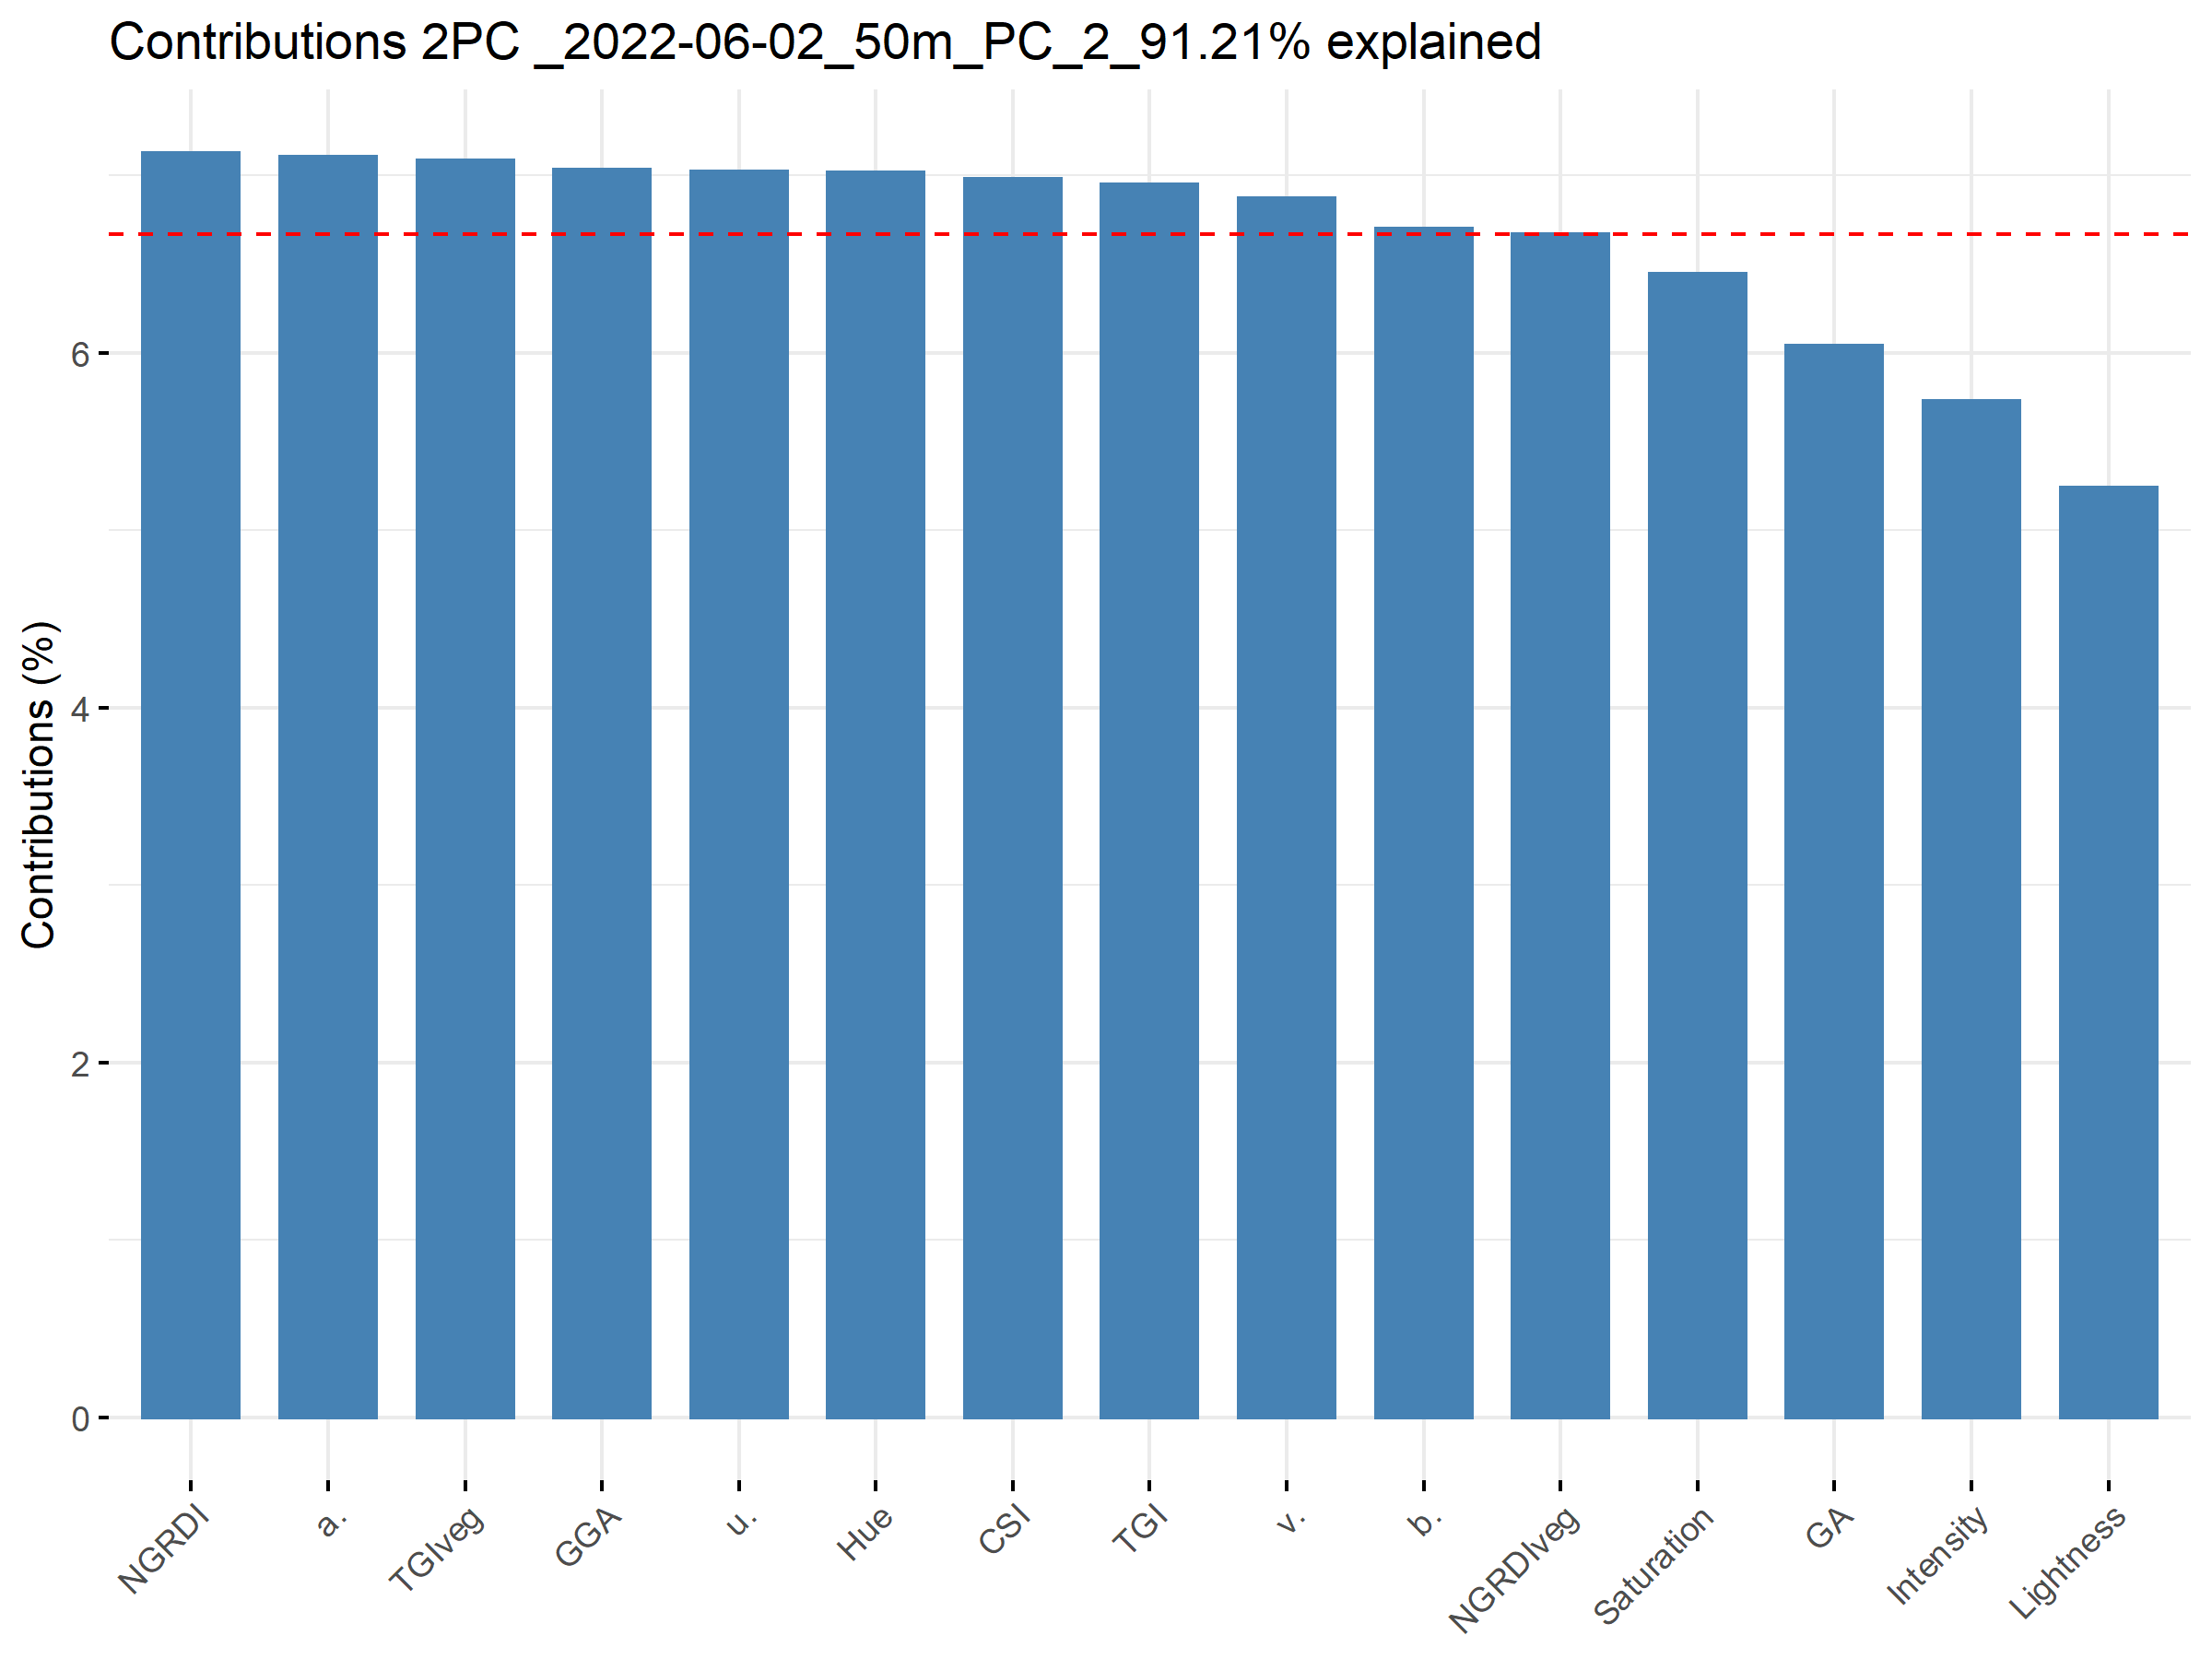 Contributions 2PC _2022-06-02_50m_PC_2_91.21% explained
Contributions (%)
6
4
2
0
NGRDI
a.
TGIveg
GGA
u.
Hue
CSI
TGI
v.
b.
NGRDIveg
Saturation
GA
Intensity
Lightness